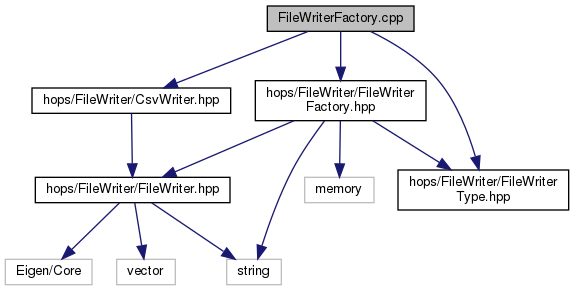 FileWriterFactory.cpp
hops/FileWriter/CsvWriter.hpp
hops/FileWriter/FileWriter
Factory.hpp
hops/FileWriter/FileWriter.hpp
memory
hops/FileWriter/FileWriter
Type.hpp
Eigen/Core
vector
string